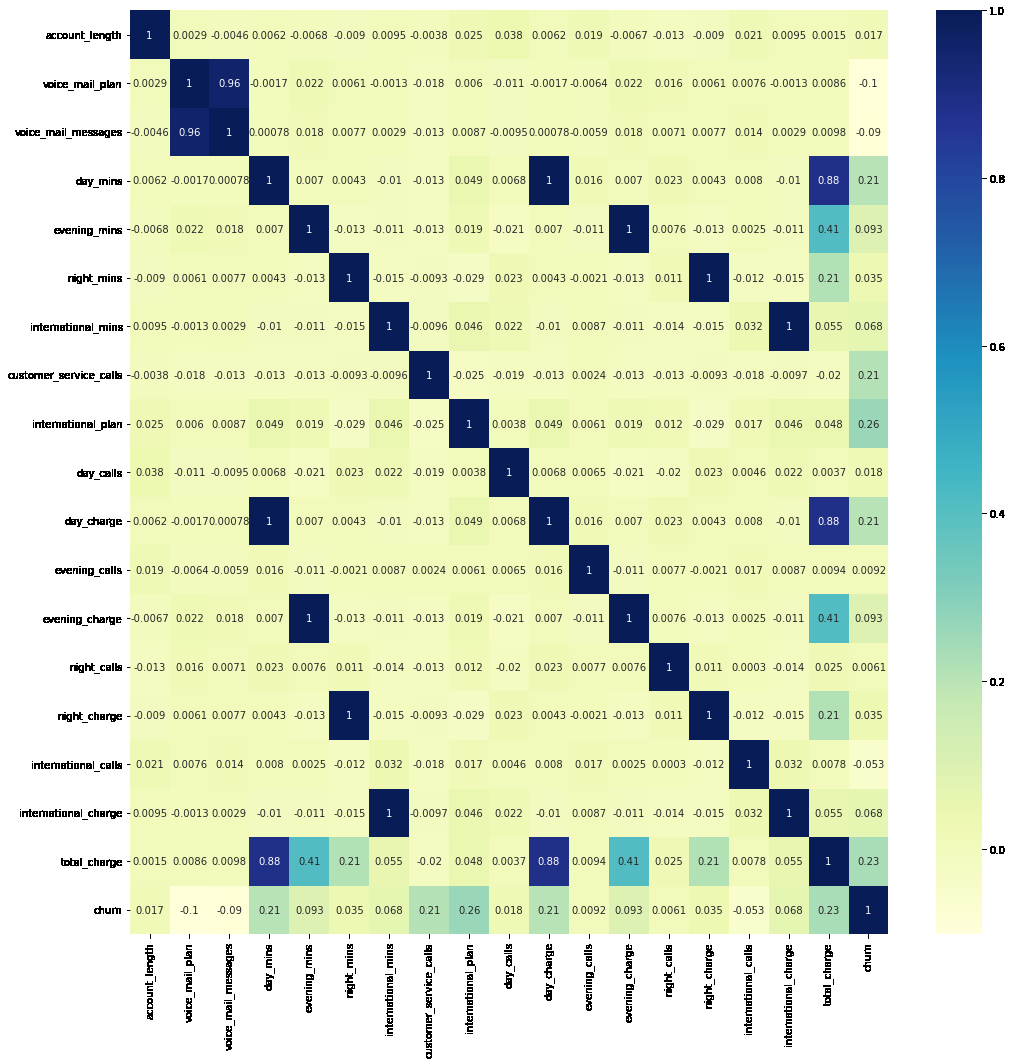 account_length 1 0.0029 -0.0046 0.0062 -0.0068 -0.009 0.0095 -0.0038 0.025 0.038 0.0062 0.019 -0.0067 -0.013 -0.009 0.021 0.0095 0.0015 0.017
voice_mail_plan 0.0029 1 0.96 -0.0017 0.022 0.0061 -0.0013 -0.018 0.006 -0.011 -0.0017 -0.0064 0.022 0.016 0.0061 0.0076 -0.0013 0.0086 -0.1
voice_mail_messages -0.0046 0.96 1 0.00078 0.018 0.0077 0.0029 -0.013 0.0087 -0.0095 0.00078 -0.0059 0.018 0.0071 0.0077 0.014 0.0029 0.0098 -0.09
day_mins 0.0062 -0.0017 0.00078 1 0.007 0.0043 -0.01 -0.013 0.049 0.0068 1 0.016 0.007 0.023 0.0043 0.008 -0.01 0.88 0.21
evening_mins -0.0068 0.022 0.018 0.007 1 -0.013 -0.011 -0.013 0.019 -0.021 0.007 -0.011 1 0.0076 -0.013 0.0025 -0.011 0.41 0.093
night_mins -0.009 0.0061 0.0077 0.0043 -0.013 1 -0.015 -0.0093 -0.029 0.023 0.0043 -0.0021 -0.013 0.011 1 -0.012 -0.015 0.21 0.035
international_mins 0.0095 -0.0013 0.0029 -0.01 -0.011 -0.015 1 -0.0096 0.046 0.022 -0.01 0.0087 -0.011 -0.014 -0.015 0.032 1 0.055 0.068
customer_service_calls -0.0038 -0.018 -0.013 -0.013 -0.013 -0.0093 -0.0096 1 -0.025 -0.019 -0.013 0.0024 -0.013 -0.013 -0.0093 -0.018 -0.0097 -0.02 0.21
international_plan 0.025 0.006 0.0087 0.049 0.019 -0.029 0.046 -0.025 1 0.0038 0.049 0.0061 0.019 0.012 -0.029 0.017 0.046 0.048 0.26
day_calls 0.038 -0.011 -0.0095 0.0068 -0.021 0.023 0.022 -0.019 0.0038 1 0.0068 0.0065 -0.021 -0.02 0.023 0.0046 0.022 0.0037 0.018
day_charge 0.0062 -0.0017 0.00078 1 0.007 0.0043 -0.01 -0.013 0.049 0.0068 1 0.016 0.007 0.023 0.0043 0.008 -0.01 0.88 0.21
evening_calls 0.019 -0.0064 -0.0059 0.016 -0.011 -0.0021 0.0087 0.0024 0.0061 0.0065 0.016 1 -0.011 0.0077 -0.0021 0.017 0.0087 0.0094 0.0092
evening_charge -0.0067 0.022 0.018 0.007 1 -0.013 -0.011 -0.013 0.019 -0.021 0.007 -0.011 1 0.0076 -0.013 0.0025 -0.011 0.41 0.093
night_calls -0.013 0.016 0.0071 0.023 0.0076 0.011 -0.014 -0.013 0.012 -0.02 0.023 0.0077 0.0076 1 0.011 0.0003 -0.014 0.025 0.0061
night_charge -0.009 0.0061 0.0077 0.0043 -0.013 1 -0.015 -0.0093 -0.029 0.023 0.0043 -0.0021 -0.013 0.011 1 -0.012 -0.015 0.21 0.035
international_calls 0.021 0.0076 0.014 0.008 0.0025 -0.012 0.032 -0.018 0.017 0.0046 0.008 0.017 0.0025 0.0003 -0.012 1 0.032 0.0078 -0.053
international_charge 0.0095 -0.0013 0.0029 -0.01 -0.011 -0.015 1 -0.0097 0.046 0.022 -0.01 0.0087 -0.011 -0.014 -0.015 0.032 1 0.055 0.068
total_charge 0.0015 0.0086 0.0098 0.88 0.41 0.21 0.055 -0.02 0.048 0.0037 0.88 0.0094 0.41 0.025 0.21 0.0078 0.055 1 0.23
churn 0.017 -0.1 -0.09 0.21 0.093 0.035 0.068 0.21 0.26 0.018 0.21 0.0092 0.093 0.0061 0.035 -0.053 0.068 0.23 1
account_length
voice_mail_plan
voice_mail_messages
day_mins
evening_mins
night_mins
international_mins
customer_service_calls
international_plan
day_calls
day_charge
evening_calls
evening_charge
night_calls
night_charge
international_calls
international_charge
total_charge
churn
1.0
0.8
0.6
0.4
0.2
0.0